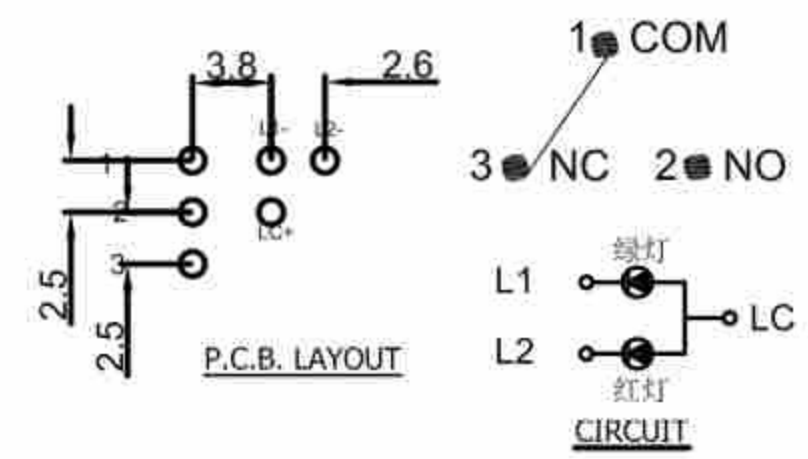 3.8
2.6
L1-
L2-
1
2
LC+
3
2.5
2.5
P.C.B. LAYOUT
1 COM
3 NC
2 NO
绿灯
L1
LC
L2
红灯
CIRCUIT